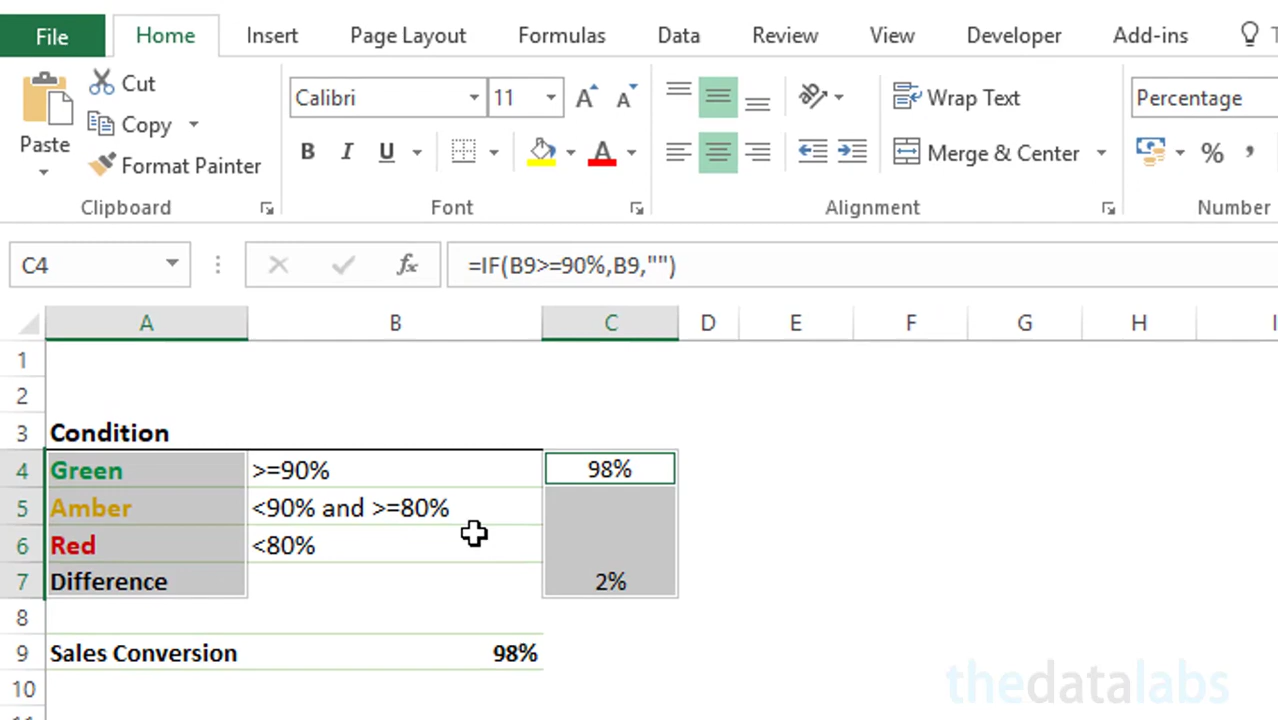 File Home Insert Page Layout Formulas Data Review View Developer Add-ins T
Cut
Copy
Paste
Format Painter
Clipboard
Calibri 11 A A
B I U A
Font
Wrap Text
Merge & Center
Alignment
Percentage
% ,
Number
C4 fx =IF(B9>=90%,B9,"")
A B C D E F G H I
1
2
3 Condition
4 Green >=90% 98%
5 Amber <90% and >=80%
6 Red <80%
7 Difference 2%
8
9 Sales Conversion 98%
10
thedatalabs